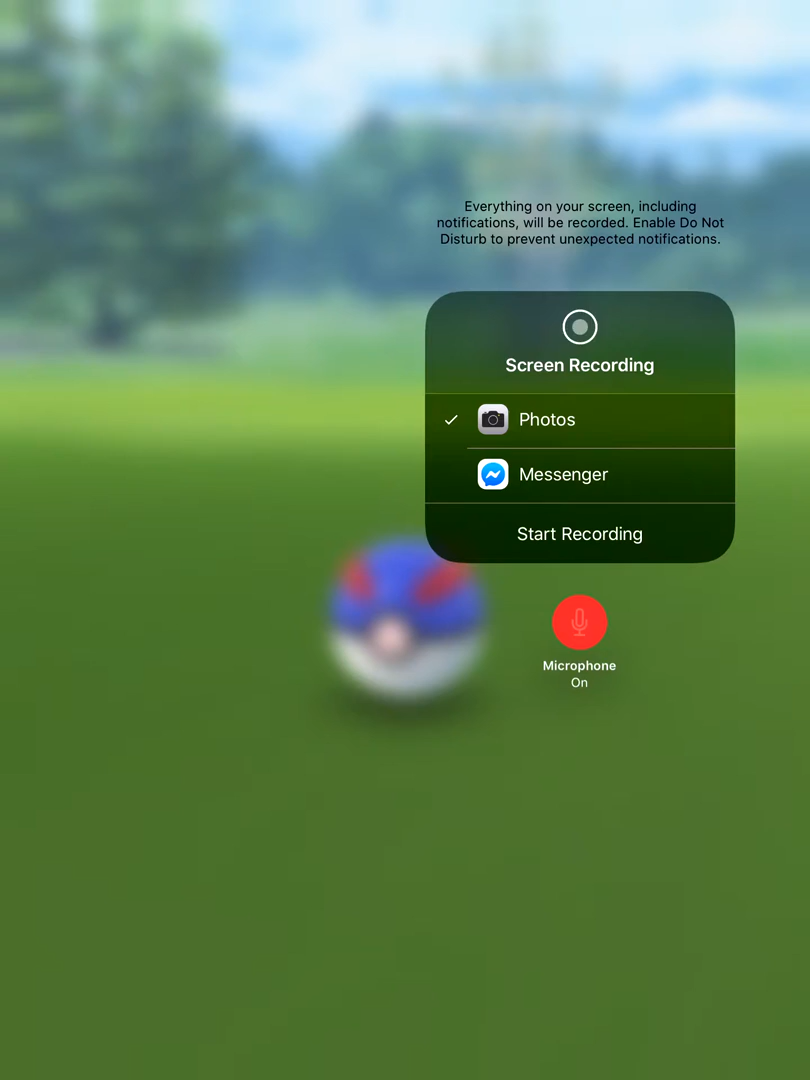 Everything on your screen, including
notifications, will be recorded. Enable Do Not
Disturb to prevent unexpected notifications.
Screen Recording
Photos
Messenger
Start Recording
Microphone
On